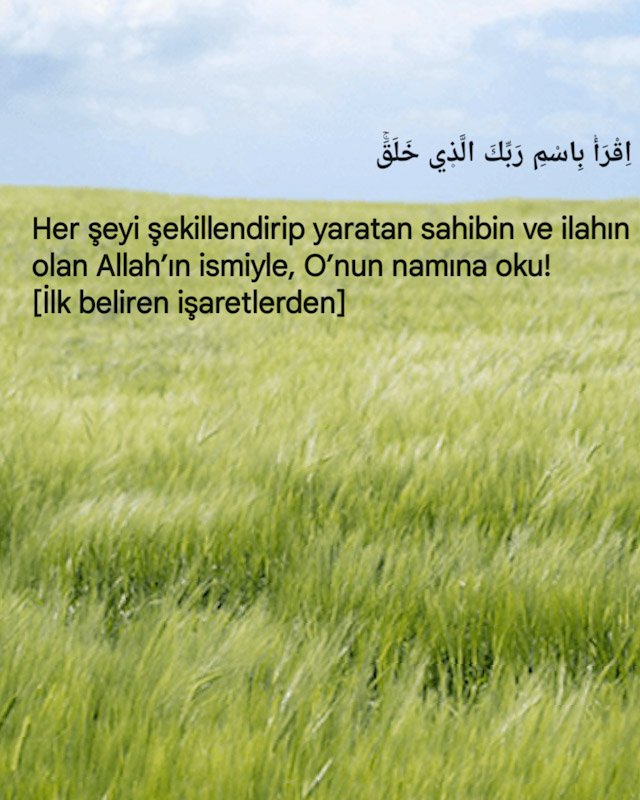 اِقْرَأْ بِاسْمِ رَبِّكَ الَّذ۪ي خَلَقَۚ
Her şeyi şekillendirip yaratan sahibin ve ilahın
olan Allah’ın ismiyle, O’nun namına oku!
[İlk beliren işaretlerden]